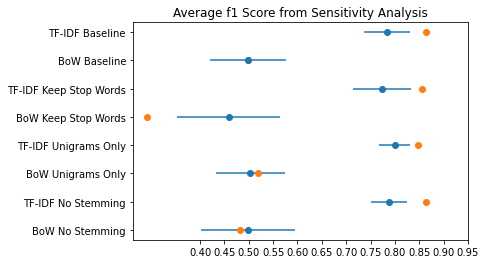 Average f1 Score from Sensitivity Analysis
TF-IDF Baseline
BoW Baseline
TF-IDF Keep Stop Words
BoW Keep Stop Words
TF-IDF Unigrams Only
BoW Unigrams Only
TF-IDF No Stemming
BoW No Stemming
0.40 0.45 0.50 0.55 0.60 0.65 0.70 0.75 0.80 0.85 0.90 0.95